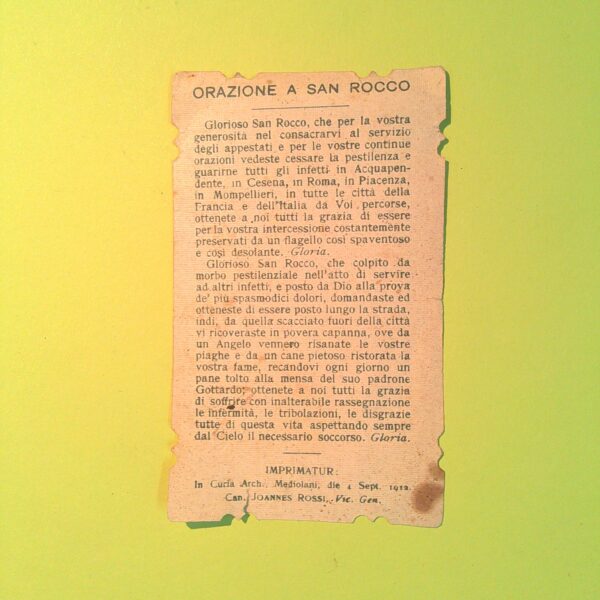 ORAZIONE A SAN ROCCO
Glorioso San Rocco, che per la vostra
generosità nel consacrarvi al servizio
degli appestati e per le vostre continue
orazioni vedeste cessare la pestilenza e
guarirne tutti gli infetti in Acquapen-
dente, in Cesena, in Roma, in Piacenza,
in Mompellieri, in tutte le città della
Francia e dell'Italia da Voi percorse,
ottenete a noi tutti la grazia di essere
per la vostra intercessione costantemente
preservati da un flagello così spaventoso
e così desolante. Gloria.
Glorioso San Rocco, che colpito da
morbo pestilenziale nell'atto di servire
ad altri infetti, e posto da Dio alla prova
de' più spasmodici dolori, domandaste ed
otteneste di essere posto lungo la strada,
indi, da quella scacciato fuori della città
vi ricoveraste in povera capanna, ove da
un Angelo vennero risanate le vostre
piaghe e da un cane pietoso ristorata la
vostra fame, recandovi ogni giorno un
pane tolto alla mensa del suo padrone
Gottardo; ottenete a noi tutti la grazia
di soffrire con inalterabile rassegnazione
le infermità, le tribolazioni, le disgrazie
tutte di questa vita aspettando sempre
dal Cielo il necessario soccorso. Gloria.
IMPRIMATUR:
In Curia Arch., Mediolani, die 4 Sept. 1912.
Can. JOANNES ROSSI, Vic. Gen.